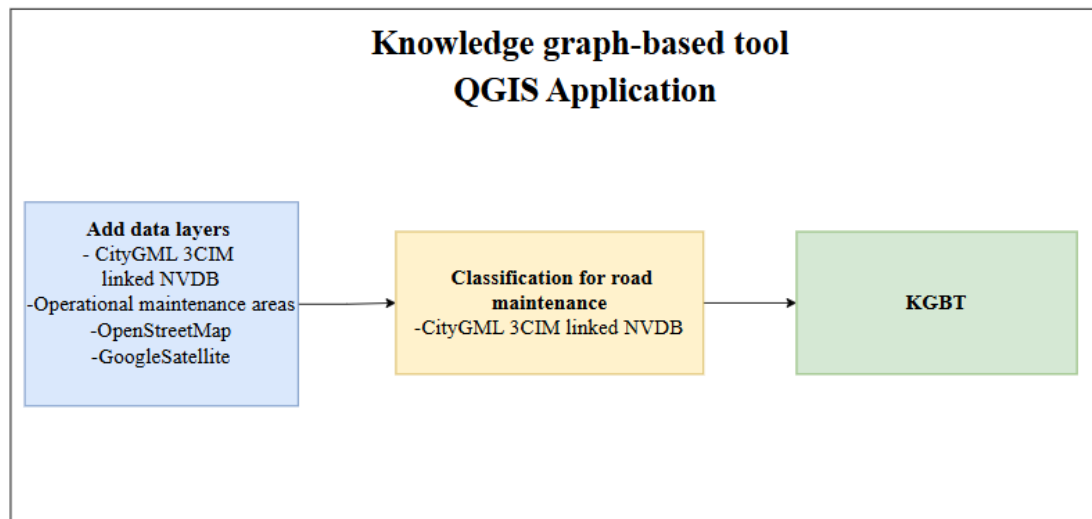 Knowledge graph-based tool
QGIS Application
Add data layers
- CityGML 3CIM
linked NVDB
-Operational maintenance areas
-OpenStreetMap
-GoogleSatellite
Classification for road
maintenance
-CityGML 3CIM linked NVDB
KGBT